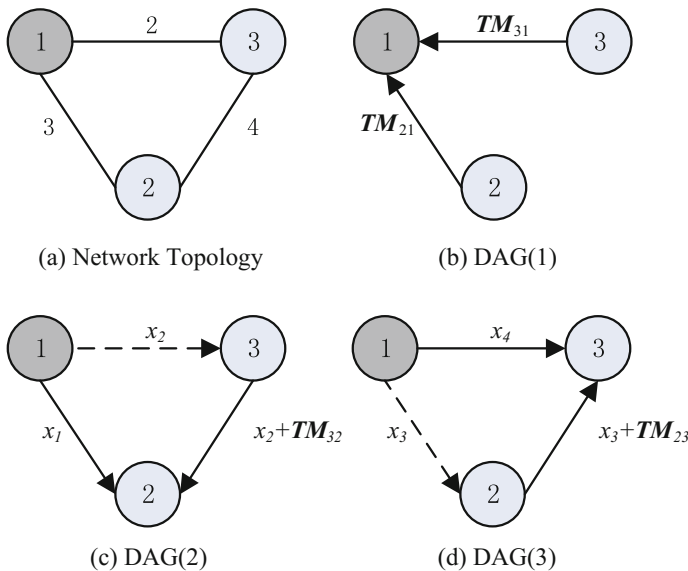 1 2 3
3 4
2
(a) Network Topology
1 TM31 3
TM21
2
(b) DAG(1)
1 x2 3
x1 x2+TM32
2
(c) DAG(2)
1 x4 3
x3 x3+TM23
2
(d) DAG(3)